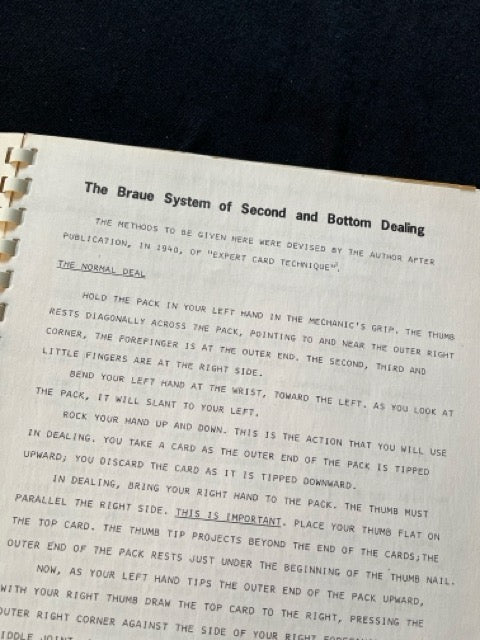 The Braue System of Second and Bottom Dealing
THE METHODS TO BE GIVEN HERE WERE DEVISED BY THE AUTHOR AFTER
PUBLICATION, IN 1940, OF "EXPERT CARD TECHNIQUE".
THE NORMAL DEAL
HOLD THE PACK IN YOUR LEFT HAND IN THE MECHANIC'S GRIP. THE THUMB
RESTS DIAGONALLY ACROSS THE PACK, POINTING TO AND NEAR THE OUTER RIGHT
CORNER, THE FOREFINGER IS AT THE OUTER END. THE SECOND, THIRD AND
LITTLE FINGERS ARE AT THE RIGHT SIDE.
BEND YOUR LEFT HAND AT THE WRIST, TOWARD THE LEFT. AS YOU LOOK AT
THE PACK, IT WILL SLANT TO YOUR LEFT.
ROCK YOUR HAND UP AND DOWN. THIS IS THE ACTION THAT YOU WILL USE
IN DEALING. YOU TAKE A CARD AS THE OUTER END OF THE PACK IS TIPPED
UPWARD; YOU DISCARD THE CARD AS IT IS TIPPED DOWNWARD.
IN DEALING, BRING YOUR RIGHT HAND TO THE PACK. THE THUMB MUST
PARALLEL THE RIGHT SIDE. THIS IS IMPORTANT. PLACE YOUR THUMB FLAT ON
THE TOP CARD. THE THUMB TIP PROJECTS BEYOND THE END OF THE CARDS; THE
OUTER END OF THE PACK RESTS JUST UNDER THE BEGINNING OF THE THUMB NAIL.
NOW, AS YOUR LEFT HAND TIPS THE OUTER END OF THE PACK UPWARD,
WITH YOUR RIGHT THUMB DRAW THE TOP CARD TO THE RIGHT, PRESSING THE
OUTER RIGHT CORNER AGAINST THE SIDE OF YOUR RIGHT